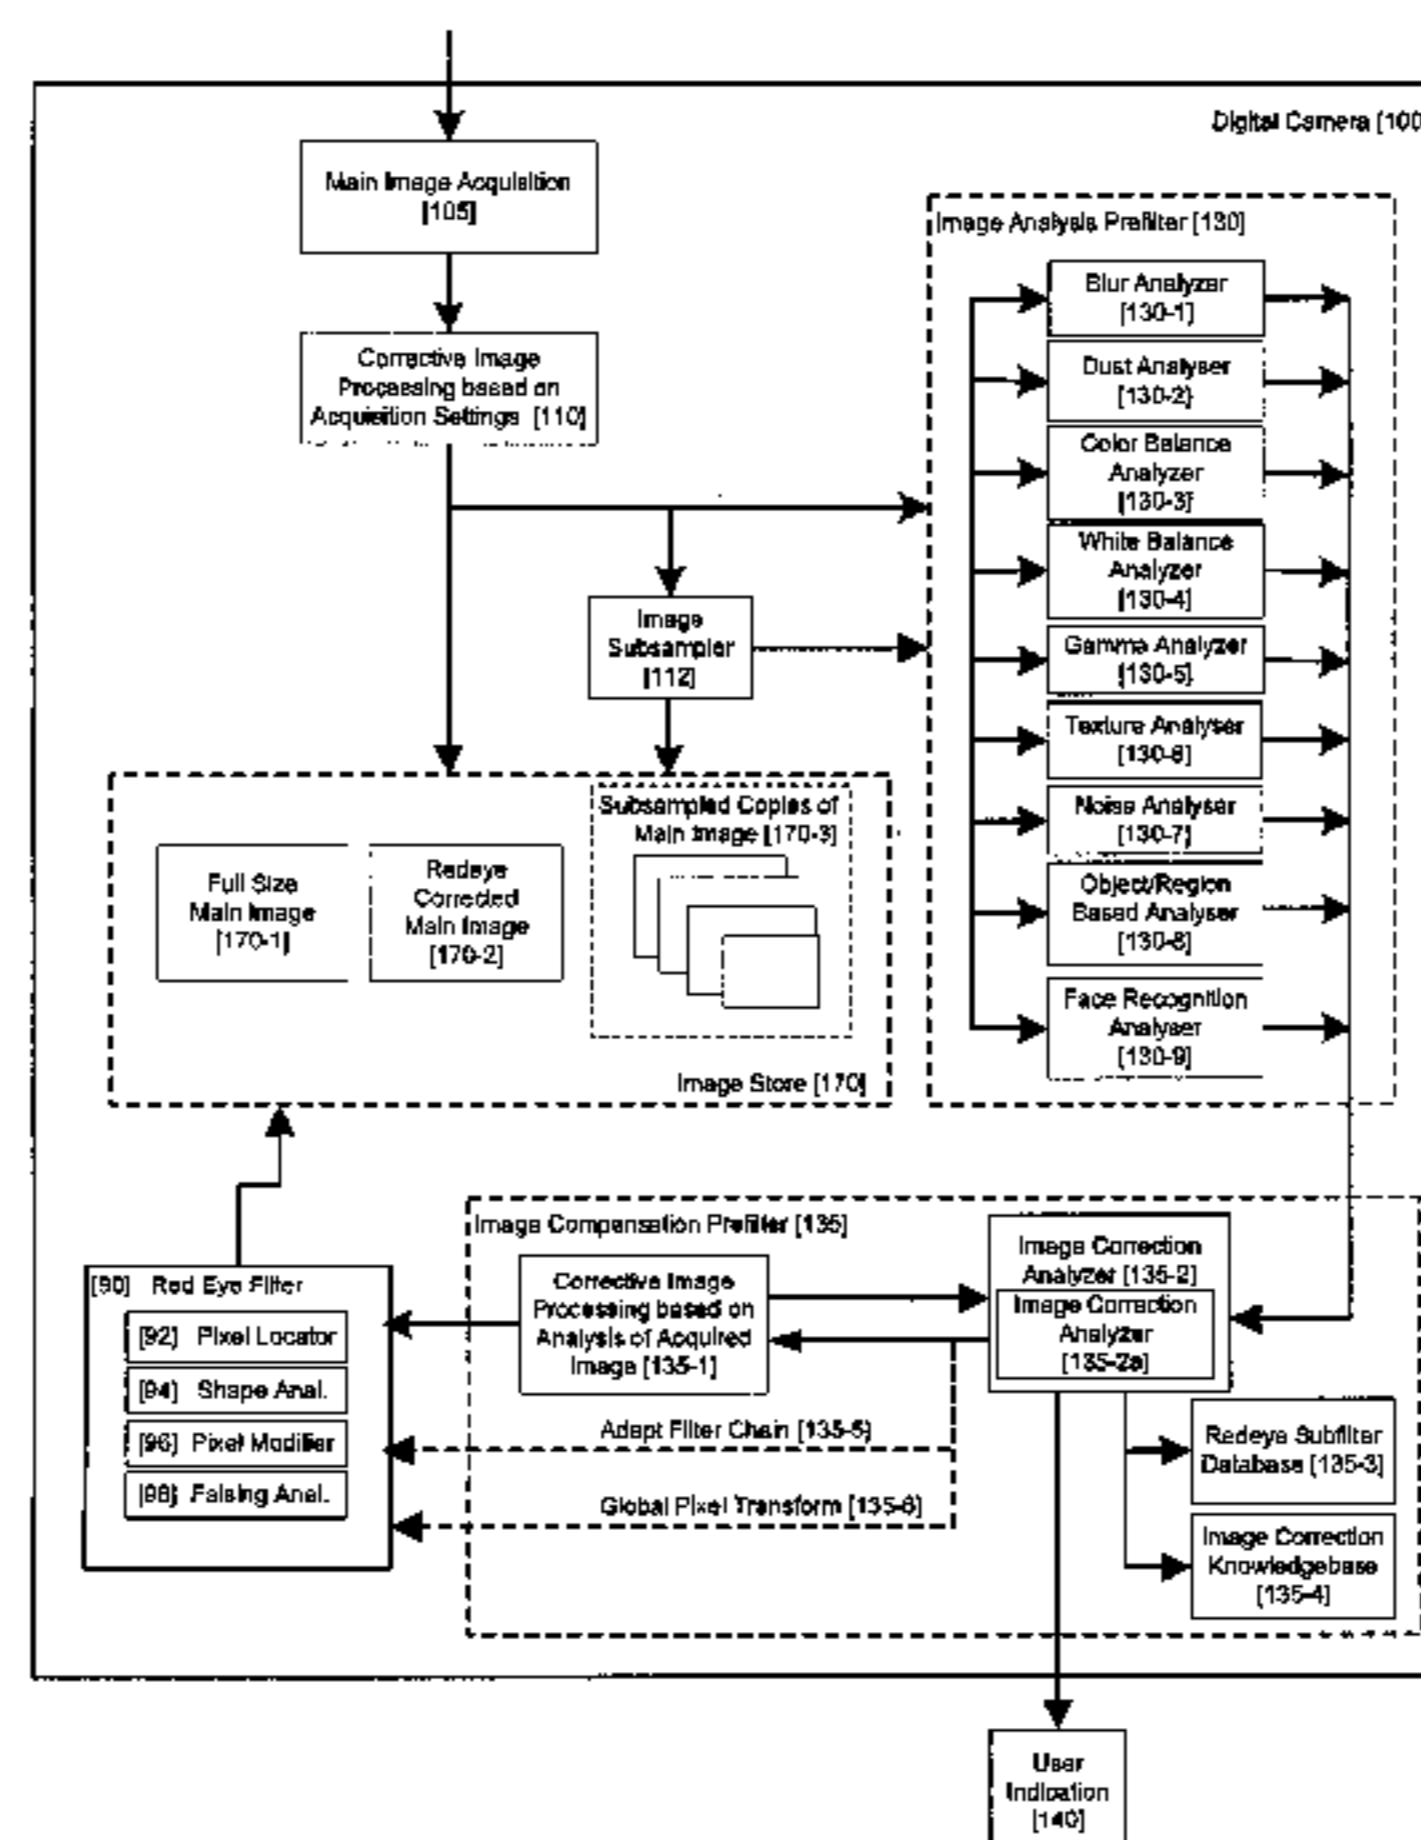 Digital Camera [100
Main Image Acquisition
[105]
Corrective Image
Processing based on
Acquisition Settings [110]
Image
Subsampler
[112]
Image Analysis Prefilter [130]
Blur Analyzer
[130-1]
Dust Analyser
[130-2]
Color Balance
Analyzer
[130-3]
White Balance
Analyzer
[130-4]
Gamma Analyzer
[130-5]
Texture Analyser
[130-6]
Noise Analyser
[130-7]
Object/Region
Based Analyser
[130-8]
Face Recognition
Analyser
[130-9]
Full Size
Main Image
[170-1]
Redeye
Corrected
Main Image
[170-2]
Subsampled Copies of
Main Image [170-3]
Image Store [170]
Image Compensation Prefilter [135]
Corrective Image
Processing based on
Analysis of Acquired
Image [135-1]
Image Correction
Analyzer [135-2]
Image Correction
Analyzer
[135-2a]
[90] Red Eye Filter
[92] Pixel Locator
[94] Shape Anal.
[96] Pixel Modifier
[98] Falsing Anal.
Adapt Filter Chain [135-5]
Global Pixel Transform [135-6]
Redeye Subfilter
Database [135-3]
Image Correction
Knowledgebase
[135-4]
User
Indication
[140]